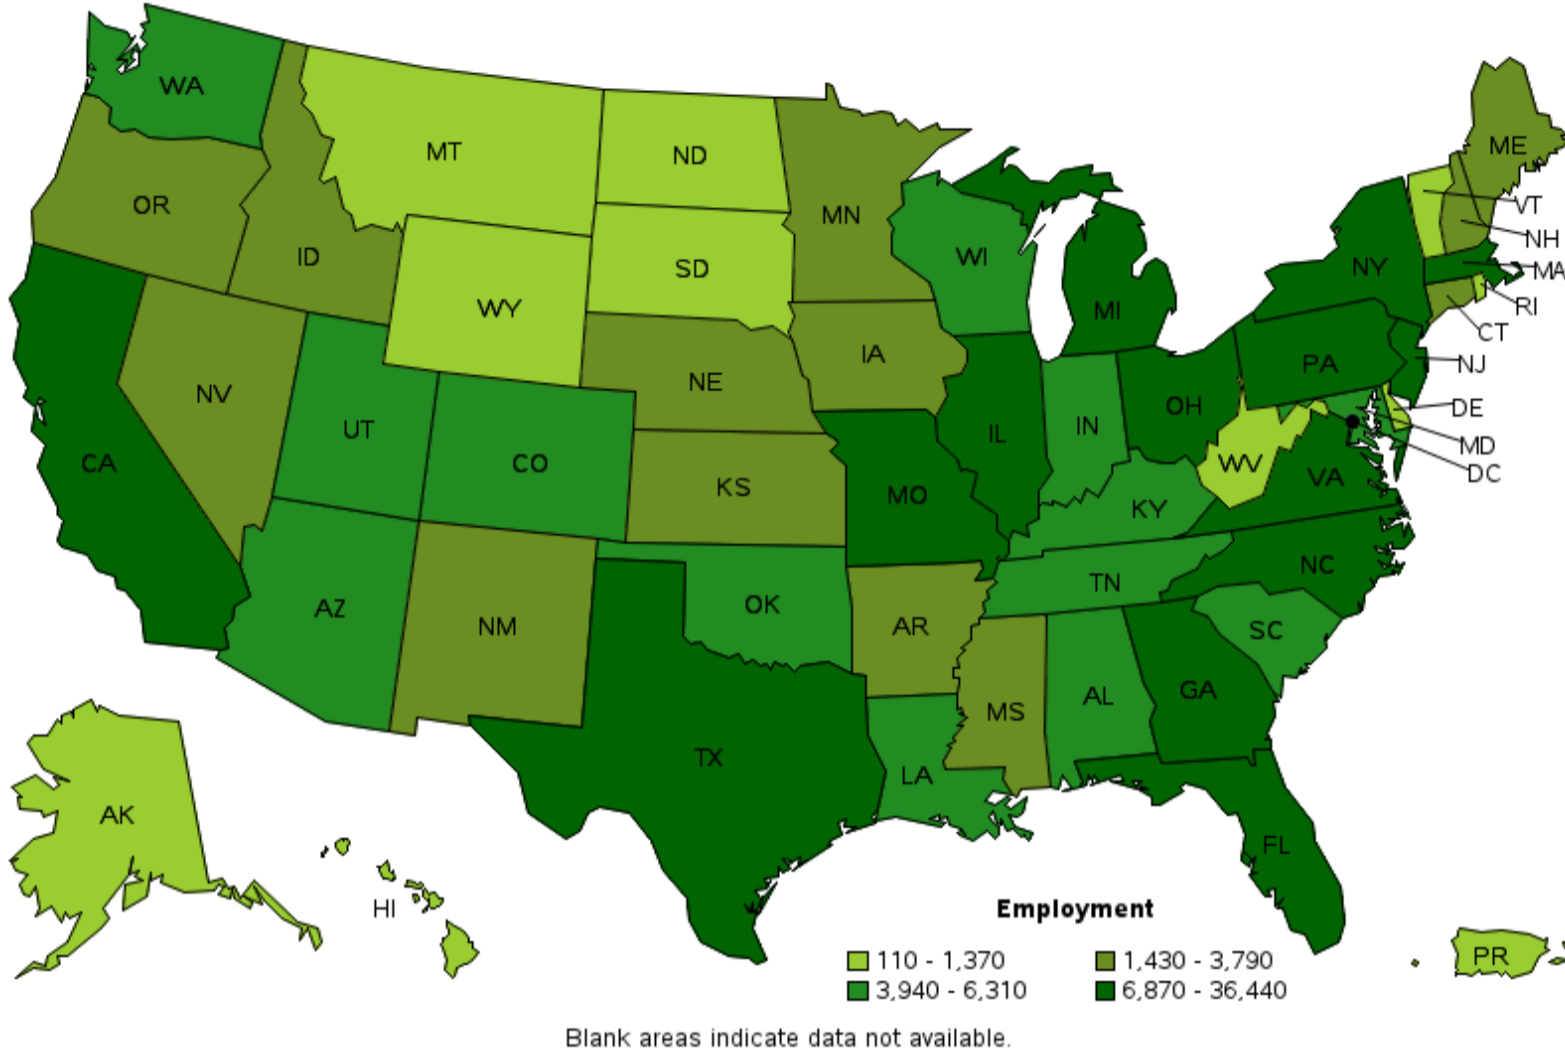 WA
MT
ND
ME
OR
MN
VT
ID
SD
WI
NH
NY
MA
WY
MI
RI
CT
IA
PA
NJ
NE
NV
OH
DE
UT
IN
IL
MD
CA
CO
WV
DC
KS
VA
MO
KY
NC
TN
AZ
OK
NM
AR
SC
GA
AL
MS
TX
LA
AK
FL
HI
Employment
110 - 1,370 1,430 - 3,790
PR
3,940 - 6,310 6,870 - 36,440
Blank areas indicate data not available.